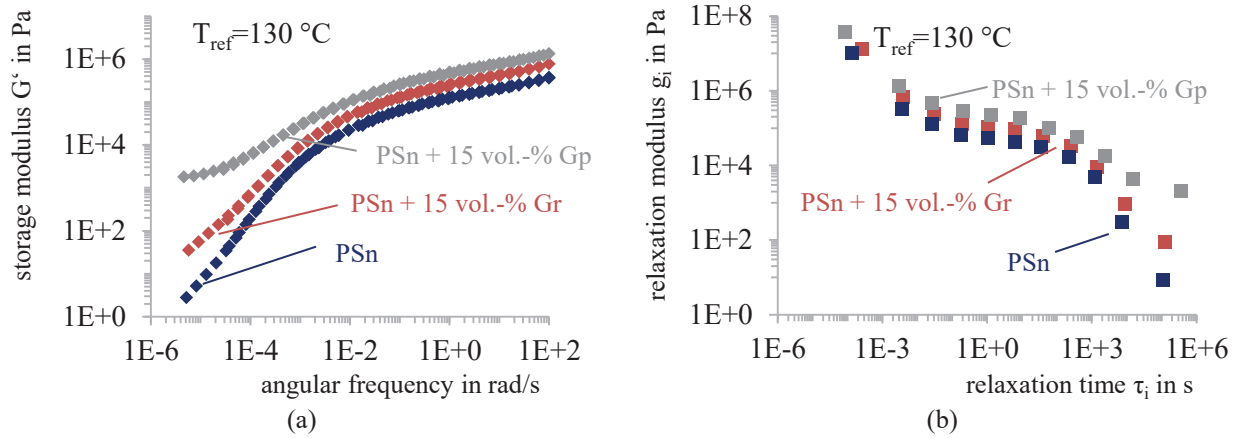 storage modulus G‘ in Pa
T_ref=130 °C
1E+6
1E+4
1E+2
1E+0
PSn + 15 vol.-% Gp
PSn + 15 vol.-% Gr
PSn
1E-6 1E-4 1E-2 1E+0 1E+2
angular frequency in rad/s
(a)
relaxation modulus g_i in Pa
T_ref=130 °C
1E+8
1E+6
1E+4
1E+2
1E+0
PSn + 15 vol.-% Gp
PSn + 15 vol.-% Gr
PSn
1E-6 1E-3 1E+0 1E+3 1E+6
relaxation time τ_i in s
(b)